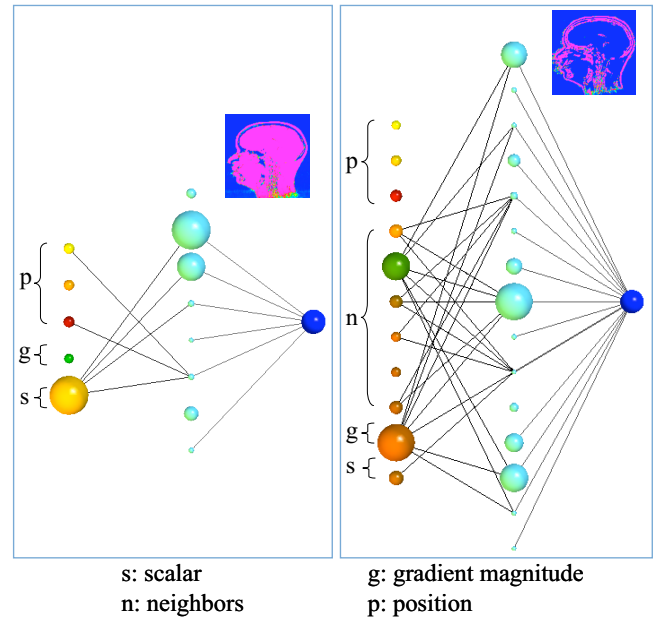 p
g
s
p
n
g
s
s: scalar
g: gradient magnitude
n: neighbors
p: position